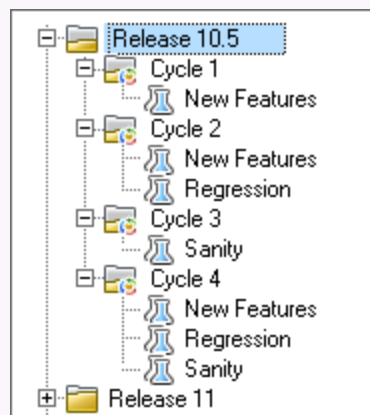 Release 10.5
Cycle 1
New Features
Cycle 2
New Features
Regression
Cycle 3
Sanity
Cycle 4
New Features
Regression
Sanity
Release 11